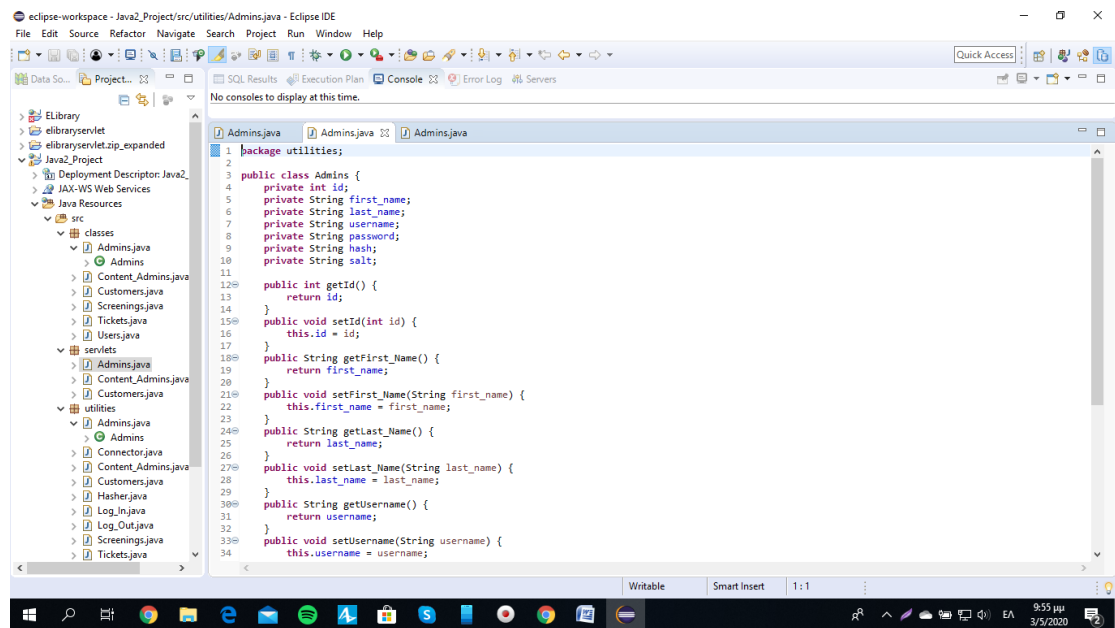 eclipse-workspace - Java2_Project/src/utilities/Admins.java - Eclipse IDE
File Edit Source Refactor Navigate Search Project Run Window Help
Quick Access
Data So... Project...
SQL Results Execution Plan Console Error Log Servers
No consoles to display at this time.
ELibrary
elibraryservlet
elibraryservlet.zip_expanded
Java2_Project
Deployment Descriptor: Java2_
JAX-WS Web Services
Java Resources
src
classes
Admins.java
Admins
Content_Admins.java
Customers.java
Screenings.java
Tickets.java
Users.java
servlets
Admins.java
Content_Admins.java
Customers.java
utilities
Admins.java
Admins
Connector.java
Content_Admins.java
Customers.java
Hasher.java
Log_In.java
Log_Out.java
Screenings.java
Tickets.java
Admins.java Admins.java Admins.java
1 package utilities;
2
3 public class Admins {
4 private int id;
5 private String first_name;
6 private String last_name;
7 private String username;
8 private String password;
9 private String hash;
10 private String salt;
11
12 public int getId() {
13 return id;
14 }
15 public void setId(int id) {
16 this.id = id;
17 }
18 public String getFirst_Name() {
19 return first_name;
20 }
21 public void setFirst_Name(String first_name) {
22 this.first_name = first_name;
23 }
24 public String getLast_Name() {
25 return last_name;
26 }
27 public void setLast_Name(String last_name) {
28 this.last_name = last_name;
29 }
30 public String getUsername() {
31 return username;
32 }
33 public void setUsername(String username) {
34 this.username = username;
Writable Smart Insert 1 : 1
ΕΛ
9:55 μμ
3/5/2020
2